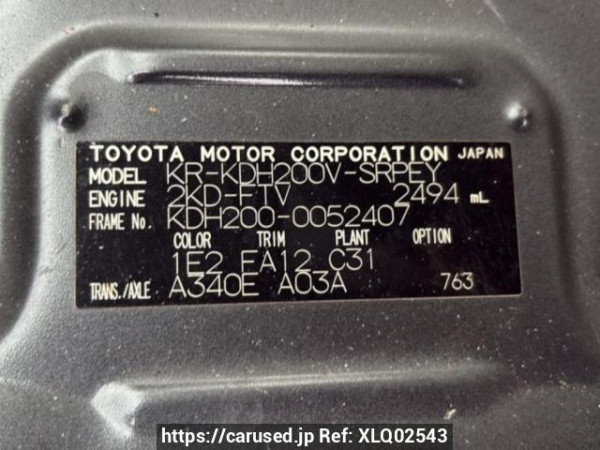 TOYOTA MOTOR CORPORATION JAPAN
MODEL KR-KDH200V-SRPEY
ENGINE 2KD-FTV 2494 mL
FRAME No. KDH200-0052407
COLOR TRIM PLANT OPTION
1E2 FA12 C31
TRANS./AXLE A340E A03A 763
https://carused.jp Ref: XLQ02543